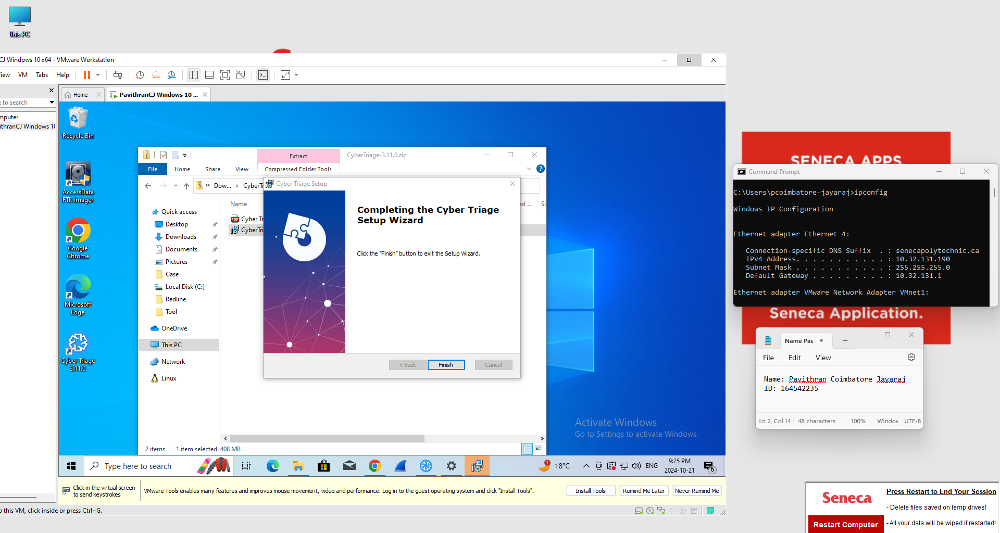 This PC
CJ Windows 10 x64 - VMware Workstation
iew VM Tabs Help
Home
PavithranCJ Windows 10 ...
e to search
mputer
ithranCJ Windows 10
Recycle Bin
AccessData
FTK Imager
Google
Chrome
Microsoft
Edge
Cyber Triage
3.11.0
Extract
CyberTriage-3.11.0.zip
File Home Share View Compressed Folder Tools
« Dow... › CyberTr
Name
Quick access
Desktop
Downloads
Documents
Pictures
Case
Local Disk (C:)
Redline
Tool
OneDrive
This PC
Network
Linux
Cyber Tr
CyberTri
rd ...
Si
2 items 1 item selected 408 MB
Cyber Triage Setup
Completing the Cyber Triage
Setup Wizard
Click the "Finish" button to exit the Setup Wizard.
< Back Finish Cancel
Activate Windows
Go to Settings to activate Windows.
Type here to search
1
18°C
ENG
9:25 PM
2024-10-21
6
Click in the virtual screen
to send keystrokes
VMware Tools enables many features and improves mouse movement, video and performance. Log in to the guest operating system and click "Install Tools".
Install Tools Remind Me Later Never Remind Me
o this VM, click inside or press Ctrl+G.
SENECA APPS
Command Prompt
C:\Users\pcoimbatore-jayaraj>ipconfig
Windows IP Configuration
Ethernet adapter Ethernet 4:
Connection-specific DNS Suffix . : senecapolytechnic.ca
IPv4 Address. . . . . . . . . . . : 10.32.131.190
Subnet Mask . . . . . . . . . . . : 255.255.255.0
Default Gateway . . . . . . . . . : 10.32.131.1
Ethernet adapter VMware Network Adapter VMnet1:
Seneca Application.
Name Pav
File Edit View
Name: Pavithran Coimbatore Jayaraj
ID: 164542235
Ln 2, Col 14 48 characters 100% Window UTF-8
Seneca
Restart Computer
Press Restart to End Your Session
- Delete files saved on temp drives!
- All your data will be wiped if restarted!